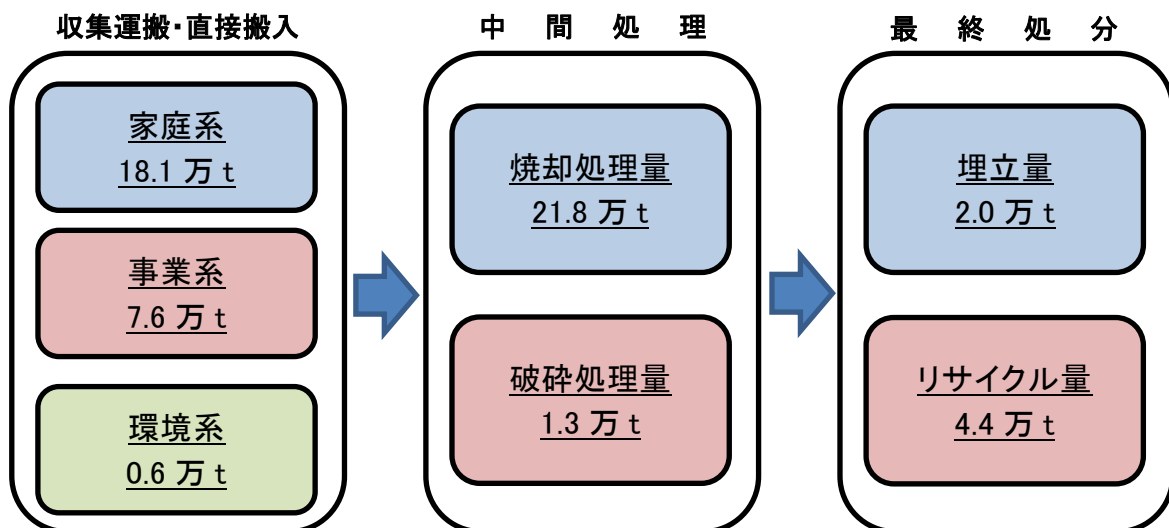 収集運搬・直接搬入
家庭系
18.1 万 t
事業系
7.6 万 t
環境系
0.6 万 t
中間処理
焼却処理量
21.8 万 t
破砕処理量
1.3 万 t
最終処分
埋立量
2.0 万 t
リサイクル量
4.4 万 t